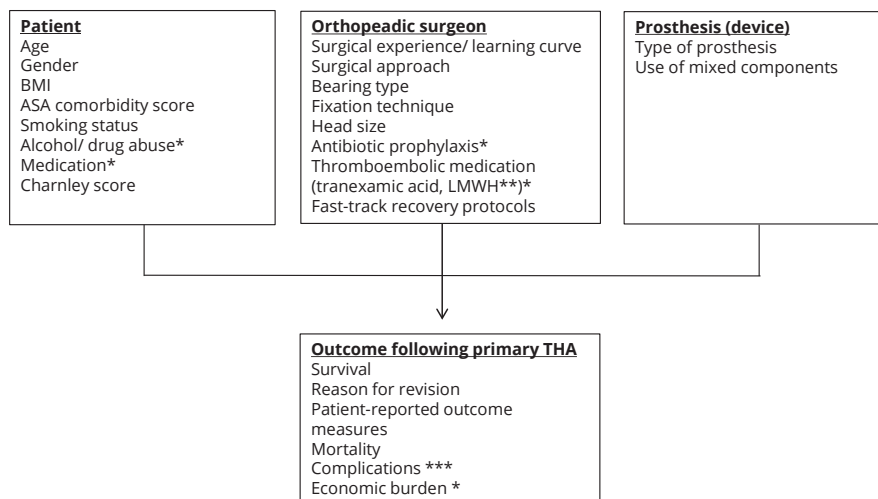 Patient
Age
Gender
BMI
ASA comorbidity score
Smoking status
Alcohol/ drug abuse*
Medication*
Charnley score
Orthopeadic surgeon
Surgical experience/ learning curve
Surgical approach
Bearing type
Fixation technique
Head size
Antibiotic prophylaxis*
Thromboembolic medication
(tranexamic acid, LMWH**)*
Fast-track recovery protocols
Prosthesis (device)
Type of prosthesis
Use of mixed components
Outcome following primary THA
Survival
Reason for revision
Patient-reported outcome
measures
Mortality
Complications ***
Economic burden *